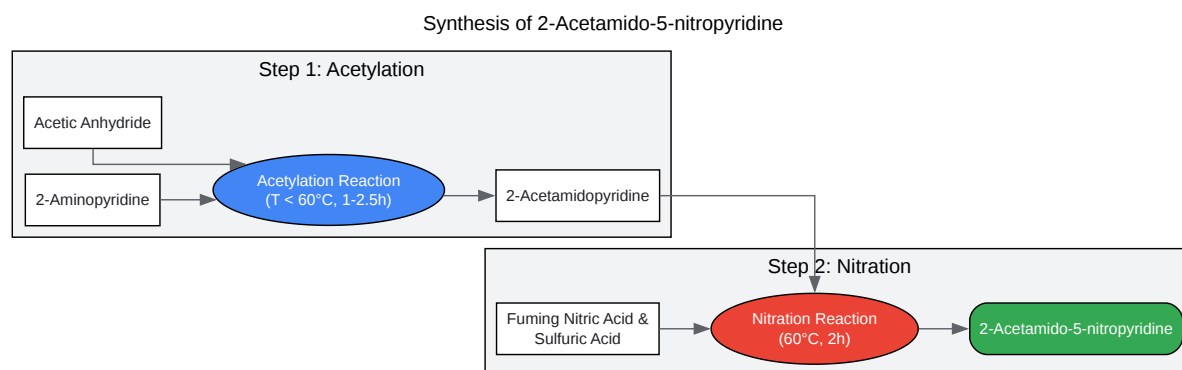 Synthesis of 2-Acetamido-5-nitropyridine
Step 1: Acetylation
Acetic Anhydride
2-Aminopyridine
Acetylation Reaction
(T < 60°C, 1-2.5h)
2-Acetamidopyridine
Step 2: Nitration
Fuming Nitric Acid &
Sulfuric Acid
Nitration Reaction
(60°C, 2h)
2-Acetamido-5-nitropyridine